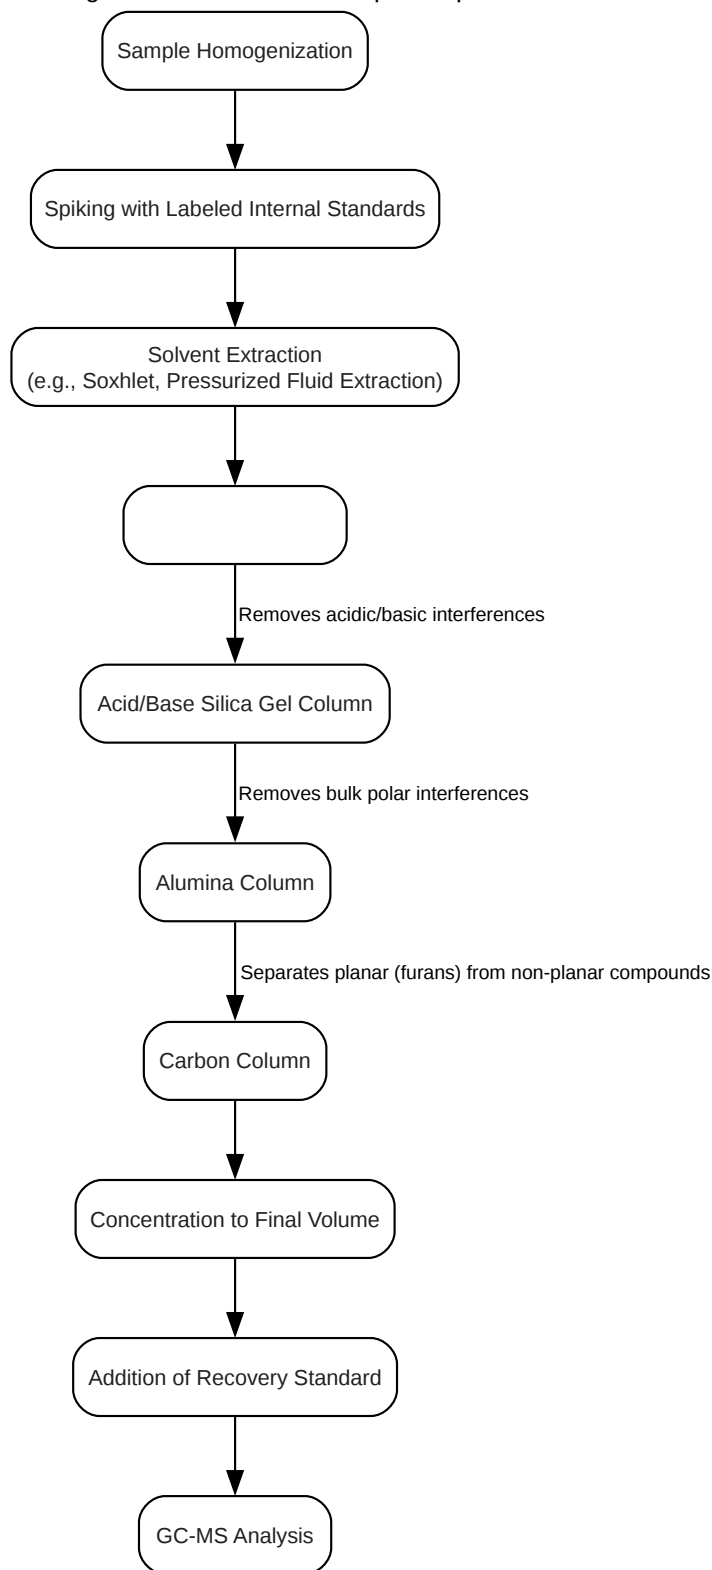 Sample Homogenization
Spiking with Labeled Internal Standards
Solvent Extraction
(e.g., Soxhlet, Pressurized Fluid Extraction)
Removes acidic/basic interferences
Acid/Base Silica Gel Column
Removes bulk polar interferences
Alumina Column
Separates planar (furans) from non-planar compounds
Carbon Column
Concentration to Final Volume
Addition of Recovery Standard
GC-MS Analysis